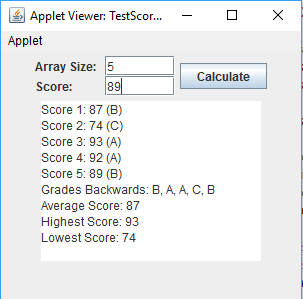 Applet Viewer: TestScor...
Applet
Array Size: 5
Score: 89
Calculate
Score 1: 87 (B)
Score 2: 74 (C)
Score 3: 93 (A)
Score 4: 92 (A)
Score 5: 89 (B)
Grades Backwards: B, A, A, C, B
Average Score: 87
Highest Score: 93
Lowest Score: 74